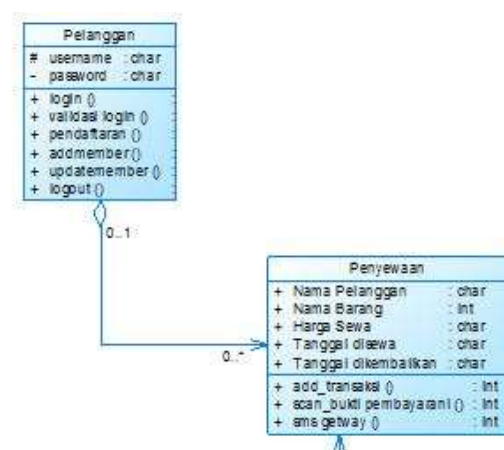 Pelanggan
# username : char
- password : char
+ login () :
+ validasi login () :
+ pendaftaran () :
+ addmember () :
+ updatemember () :
+ logout () :
0..1
Penyewaan
+ Nama Pelanggan : char
+ Nama Barang : int
+ Harga Sewa : char
+ Tanggal disewa : char
+ Tanggal dikembalikan : char
0..*
+ add_transaksi () : int
+ scan_bukti pembayaran1 () : int
+ sms getway () : int